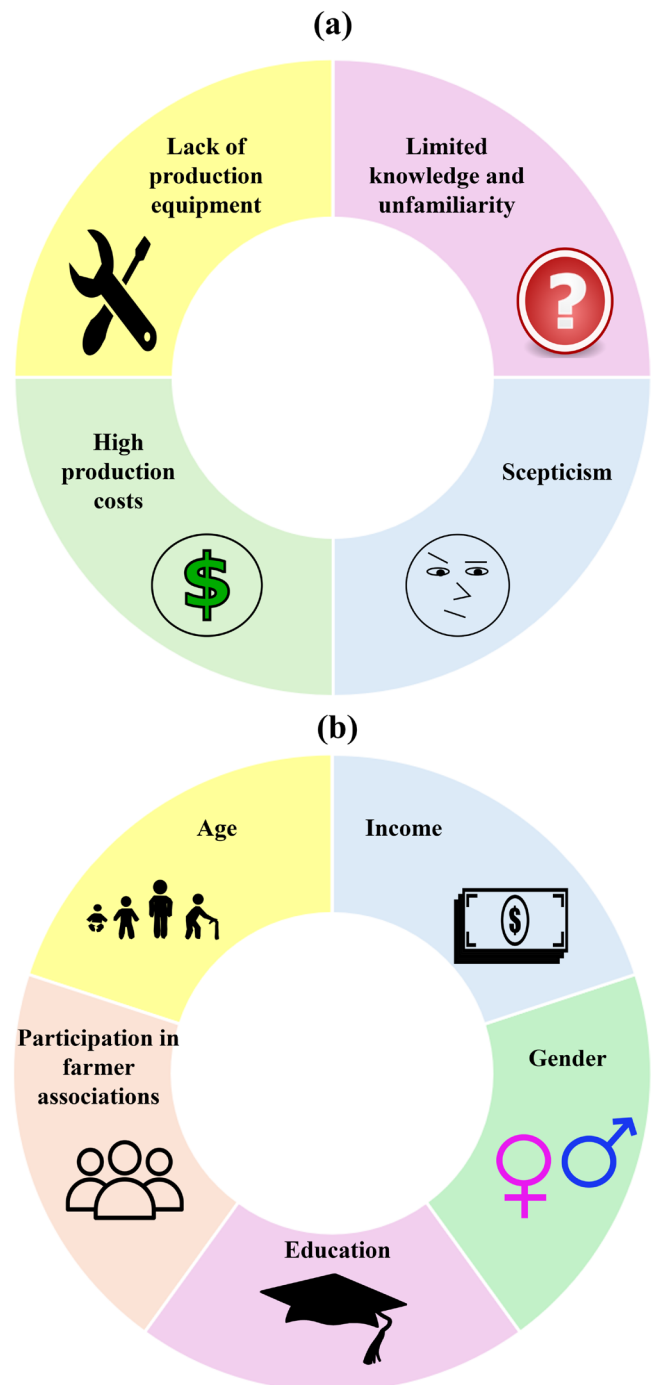 (a)
Lack of
production
equipment
Limited
knowledge and
unfamiliarity
?
High
production
costs
$
Scepticism
(b)
Age
Income
$
Participation in
farmer
associations
Gender
Education